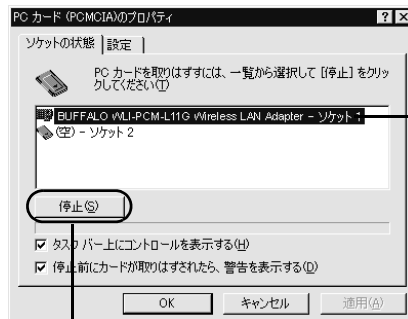 PC カード (PCMCIA)のプロパティ
ソケットの状態
設定
PC カードを取りはずすには、一覧から選択して [停止] をクリッ
クしてください(T)
BUFFALO WLI-PCM-L11G Wireless LAN Adapter - ソケット 1
(空) - ソケット 2
停止(S)
タスク バー上にコントロールを表示する(H)
停止前にカードが取りはずされたら、警告を表示する(D)
OK
キャンセル
適用(A)